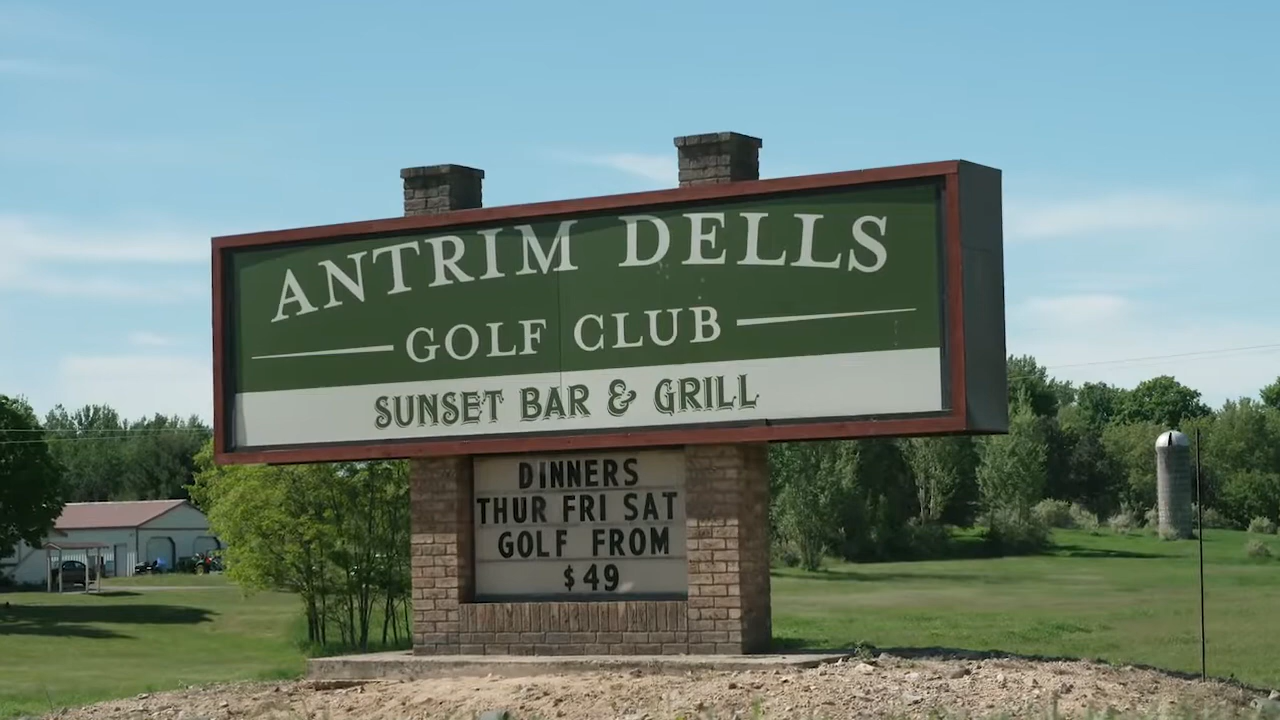 ANTRIM DELLS
GOLF CLUB
SUNSET BAR & GRILL
DINNERS
THUR FRI SAT
GOLF FROM
$49